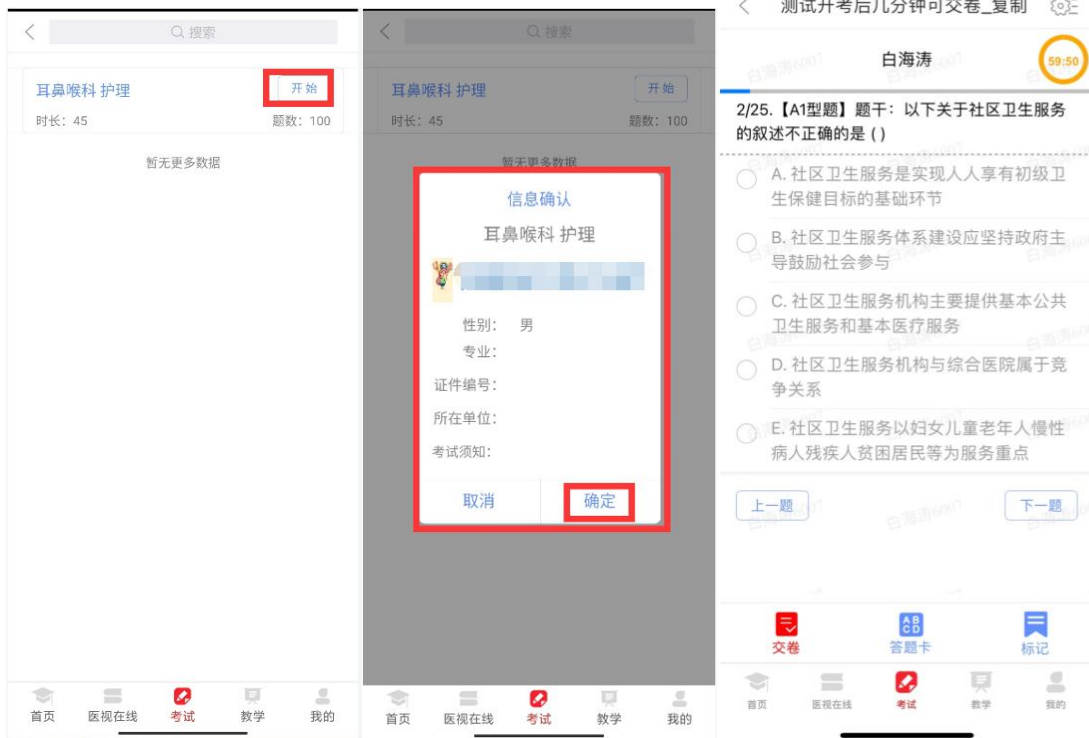 搜索
耳鼻喉科 护理
开 始
时长：45
题数：100
暂无更多数据
首页
医视在线
考试
教学
我的
搜索
耳鼻喉科 护理
开 始
时长：45
题数：100
暂无更多数据
信息确认
耳鼻喉科 护理
性别： 男
专业：
证件编号：
所在单位：
考试须知：
取消
确定
首页
医视在线
考试
教学
我的
测试开考后几分钟可交卷_复制
白海涛
59:50
2/25.【A1型题】题干：以下关于社区卫生服务
的叙述不正确的是 ( )
A. 社区卫生服务是实现人人享有初级卫
生保健目标的基础环节
B. 社区卫生服务体系建设应坚持政府主
导鼓励社会参与
C. 社区卫生服务机构主要提供基本公共
卫生服务和基本医疗服务
D. 社区卫生服务机构与综合医院属于竞
争关系
E. 社区卫生服务以妇女儿童老年人慢性
病人残疾人贫困居民等为服务重点
上一题
下一题
白海涛6007
交卷
A B
C D
答题卡
标记
首页
医视在线
考试
教学
我的